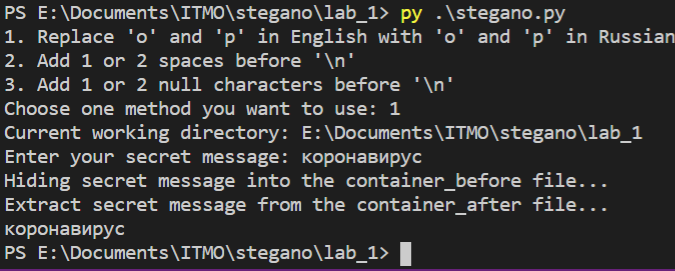 PS E:\Documents\ITMO\stegano\lab_1> py .\stegano.py
1. Replace 'o' and 'p' in English with 'o' and 'p' in Russian
2. Add 1 or 2 spaces before '\n'
3. Add 1 or 2 null characters before '\n'
Choose one method you want to use: 1
Current working directory: E:\Documents\ITMO\stegano\lab_1
Enter your secret message: коронавирус
Hiding secret message into the container_before file...
Extract secret message from the container_after file...
коронавирус
PS E:\Documents\ITMO\stegano\lab_1>